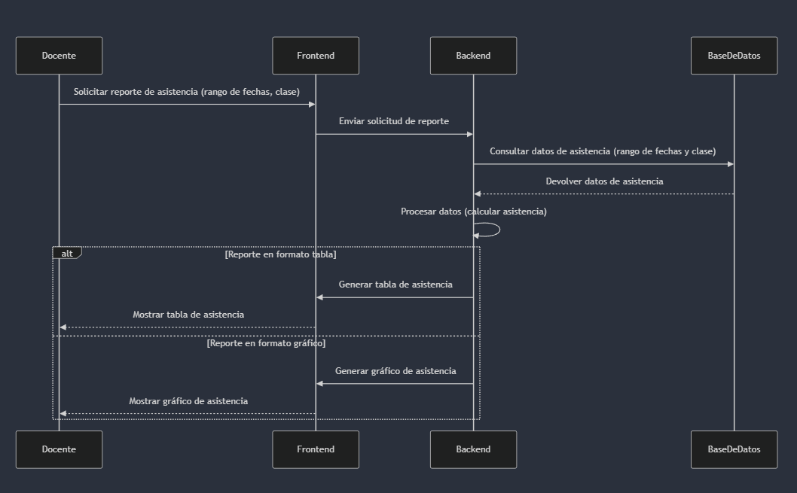 Docente
Frontend
Backend
BaseDeDatos
Solicitar reporte de asistencia (rango de fechas, clase)
Enviar solicitud de reporte
Consultar datos de asistencia (rango de fechas y clase)
Devolver datos de asistencia
Procesar datos (calcular asistencia)
alt
[Reporte en formato tabla]
Generar tabla de asistencia
Mostrar tabla de asistencia
[Reporte en formato gráfico]
Generar gráfico de asistencia
Mostrar gráfico de asistencia
Docente
Frontend
Backend
BaseDeDatos